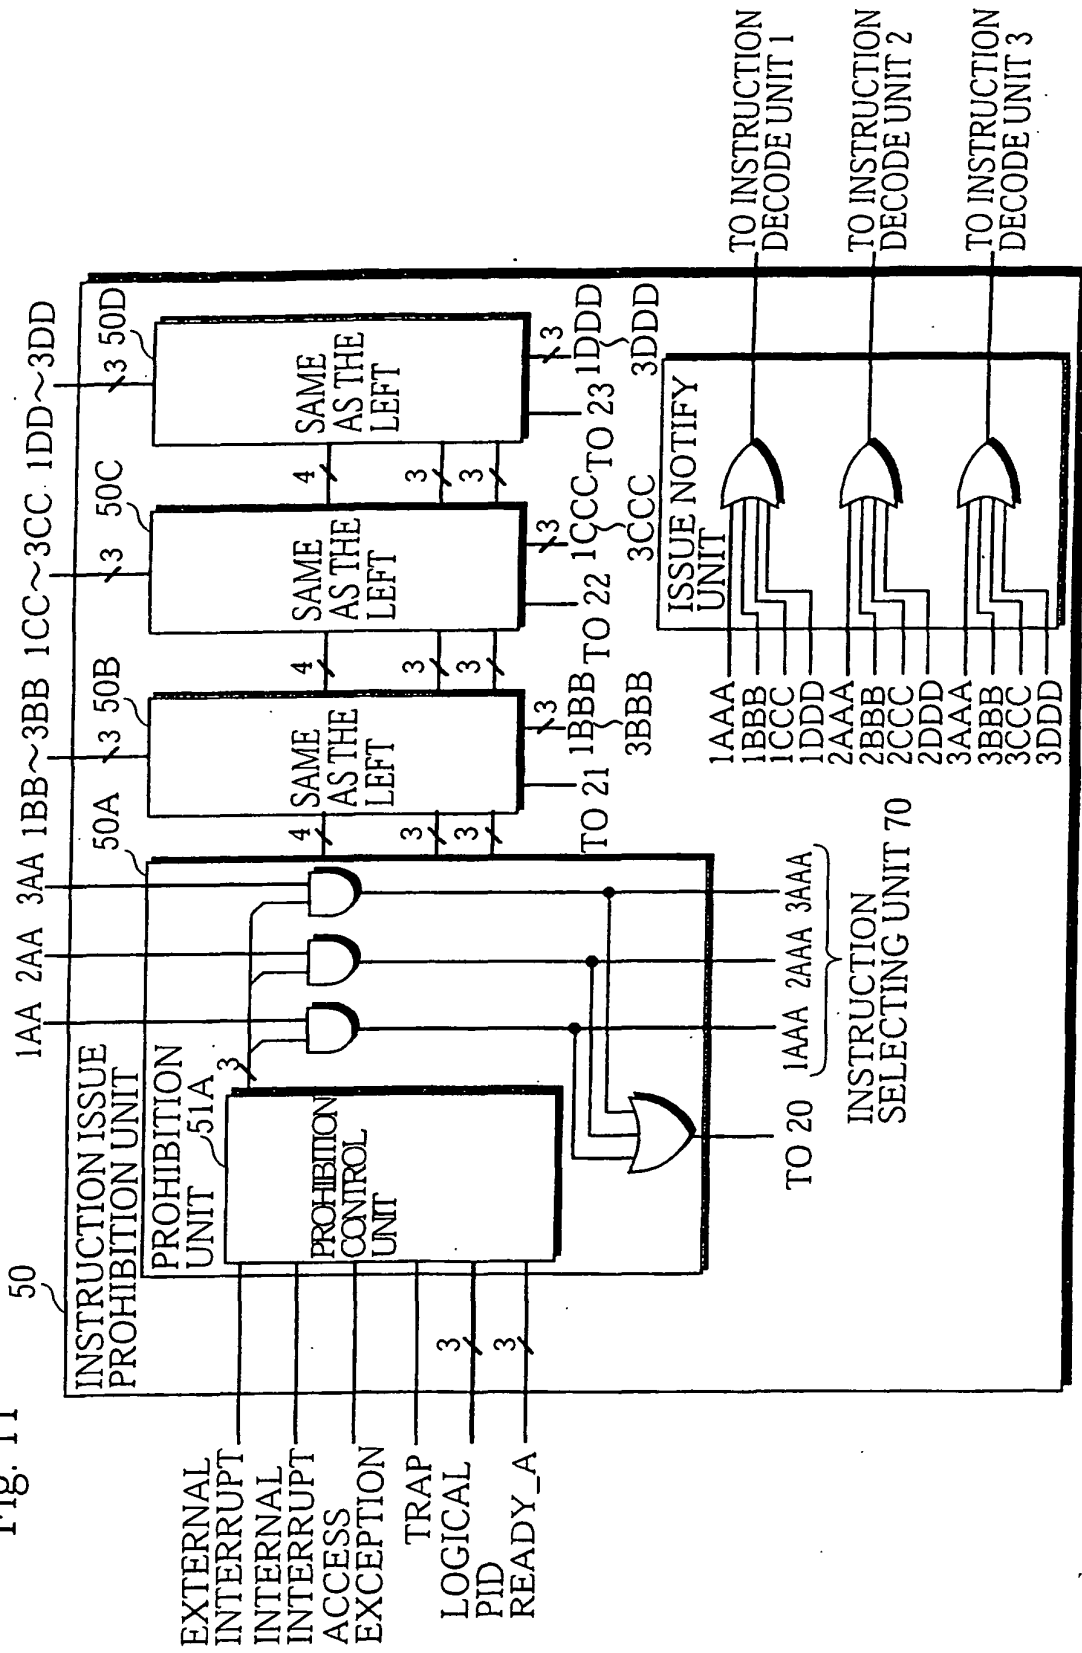 Fig. 11
50
INSTRUCTION ISSUE
PROHIBITION UNIT
1AA
2AA
3AA
1BB~3BB
1CC~3CC
1DD~3DD
3
3
3
50A
50B
50C
50D
PROHIBITION
UNIT
51A
3
PROHIBITION
CONTROL
UNIT
SAME
AS THE
LEFT
SAME
AS THE
LEFT
SAME
AS THE
LEFT
4
3
3
4
3
3
4
3
3
EXTERNAL
INTERRUPT
INTERNAL
INTERRUPT
ACCESS
EXCEPTION
TRAP
LOGICAL
PID
3
READY_A
3
TO 20
1AAA
2AAA
3AAA
INSTRUCTION
SELECTING UNIT 70
TO 21
3
1BBB
3BBB
TO 22
3
1CCC
3CCC
TO 23
3
1DDD
3DDD
ISSUE NOTIFY
UNIT
1AAA
1BBB
1CCC
1DDD
2AAA
2BBB
2CCC
2DDD
3AAA
3BBB
3CCC
3DDD
TO INSTRUCTION
DECODE UNIT 1
TO INSTRUCTION
DECODE UNIT 2
TO INSTRUCTION
DECODE UNIT 3